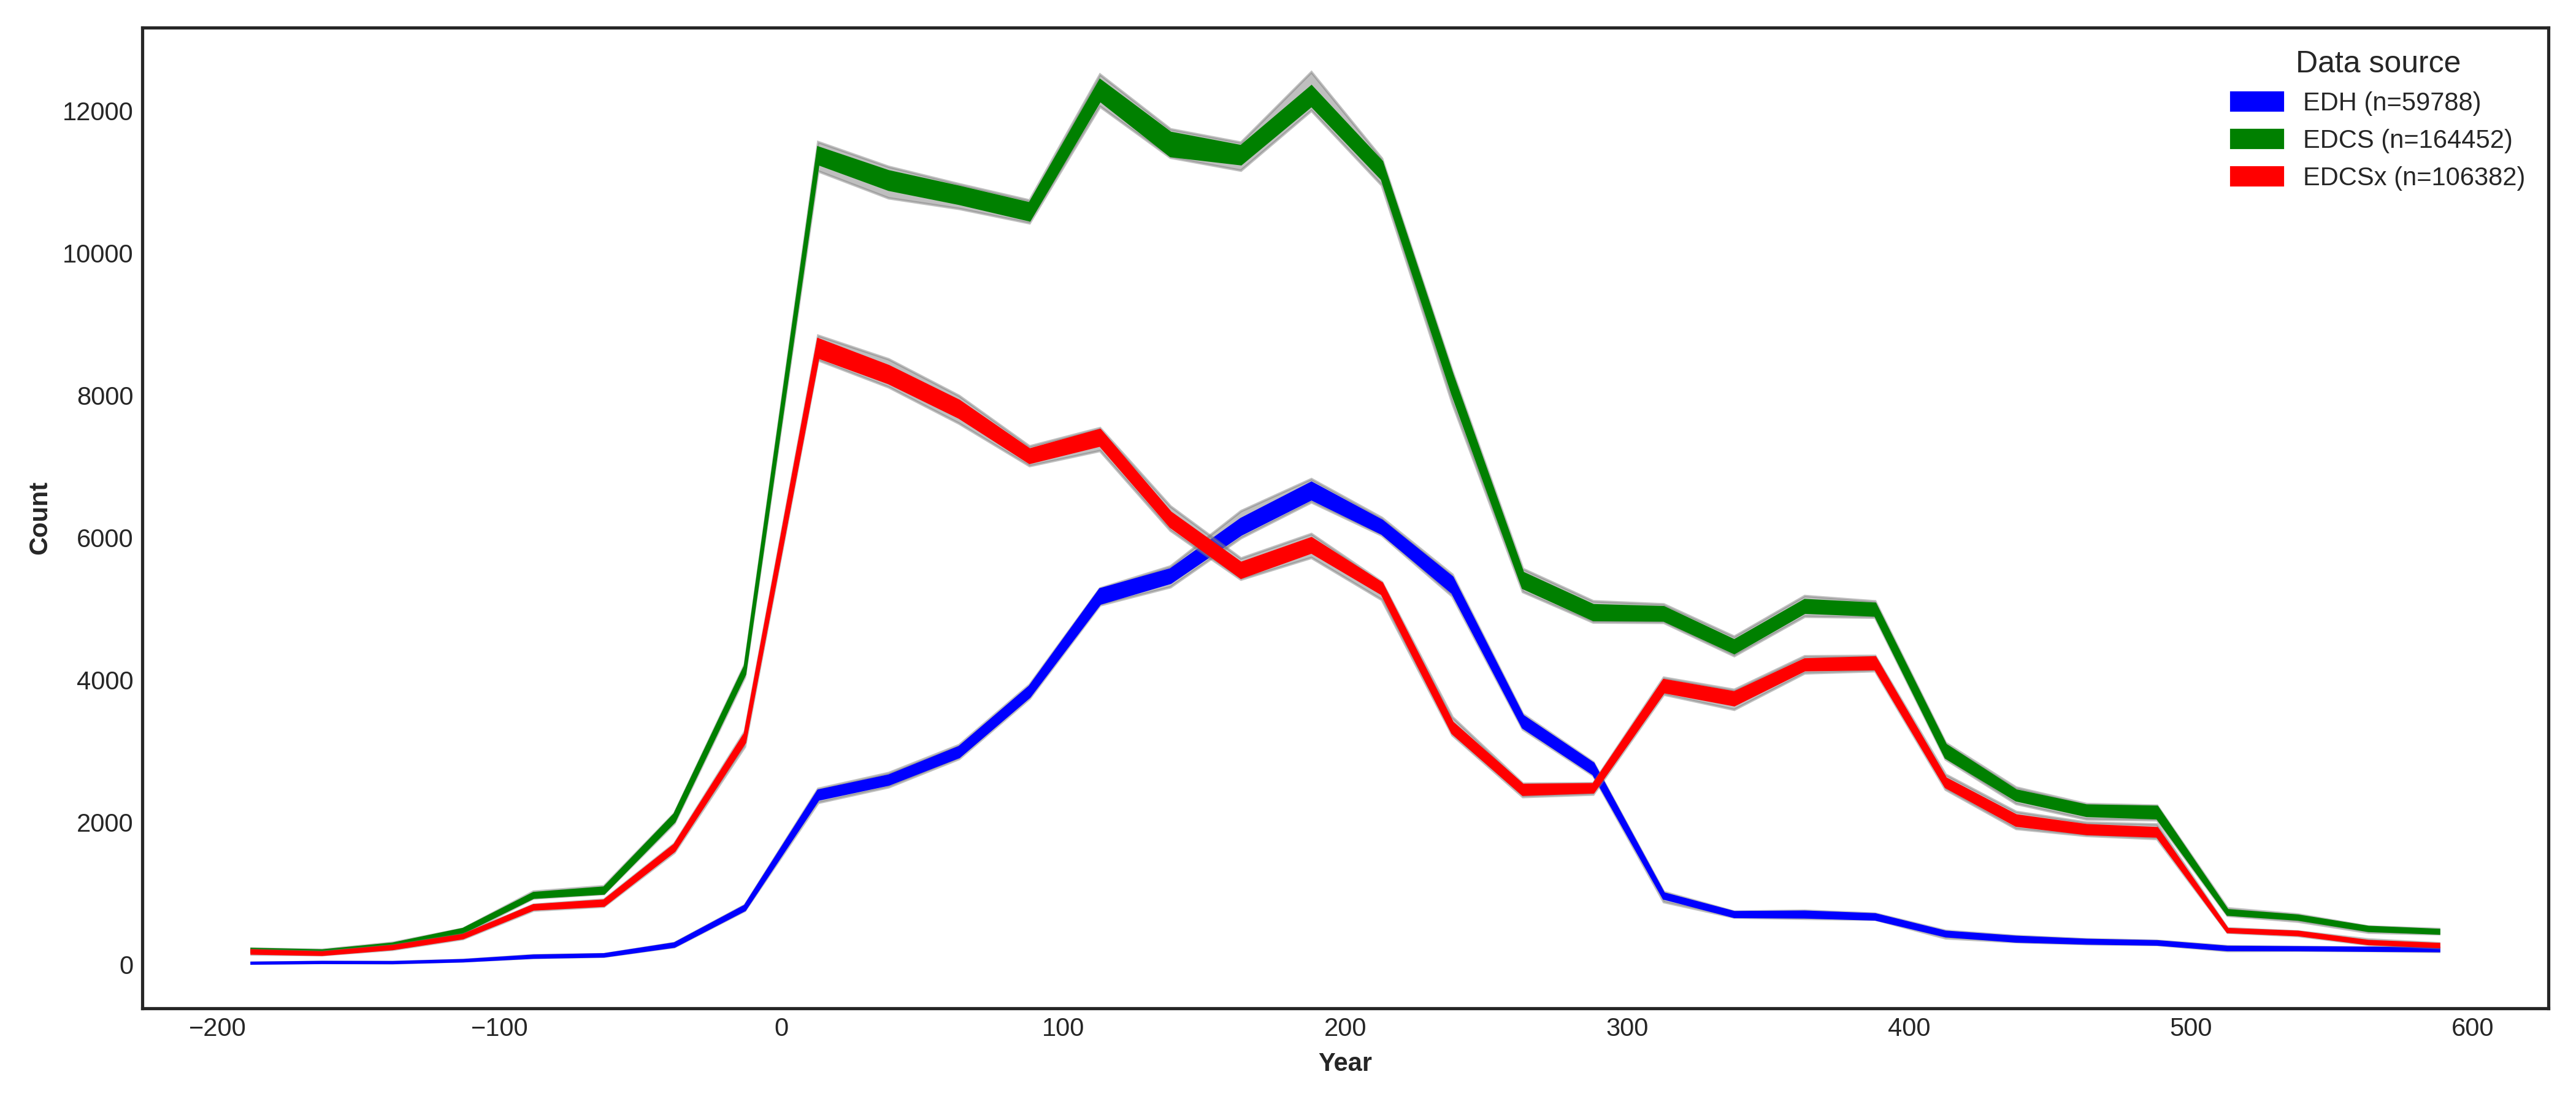 Data source
EDH (n=59788)
EDCS (n=164452)
EDCSx (n=106382)
12000
10000
8000
6000
4000
2000
0
Count
−200 −100 0 100 200 300 400 500 600
Year